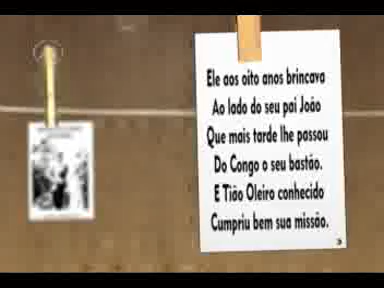 Ele aos oito anos brincava
Ao lado do seu pai João
Que mais tarde lhe passou
Do Congo o seu bastão.
E Tião Oleiro conhecido
Cumpriu bem sua missão.